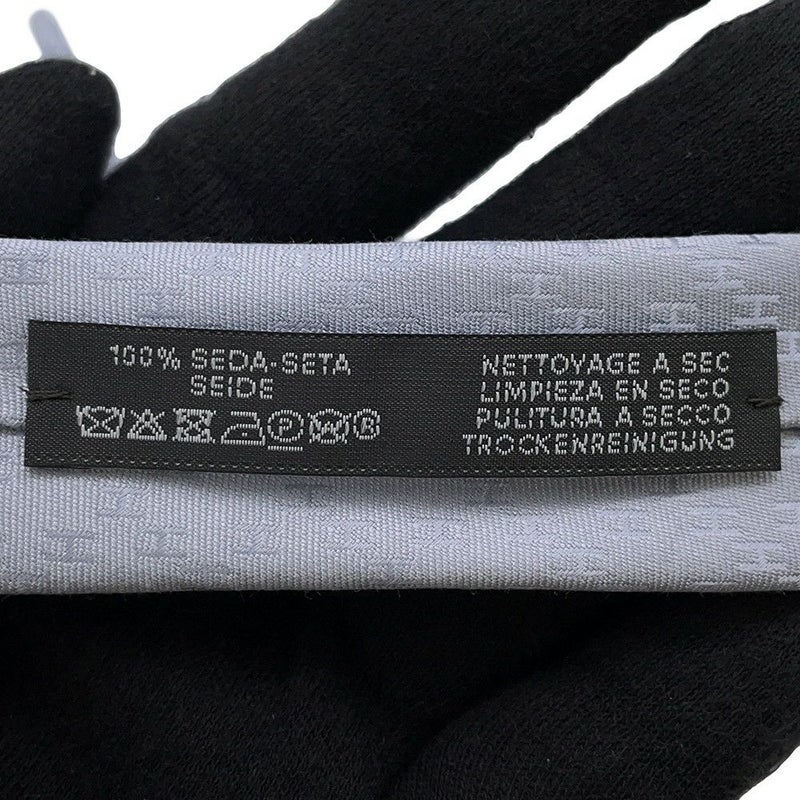 100% SEDA-SETA
SEIDE
P W R
NETTOYAGE A SEC
LIMPIEZA EN SECO
PULITURA A SECCO
TROCKENREINIGUNG